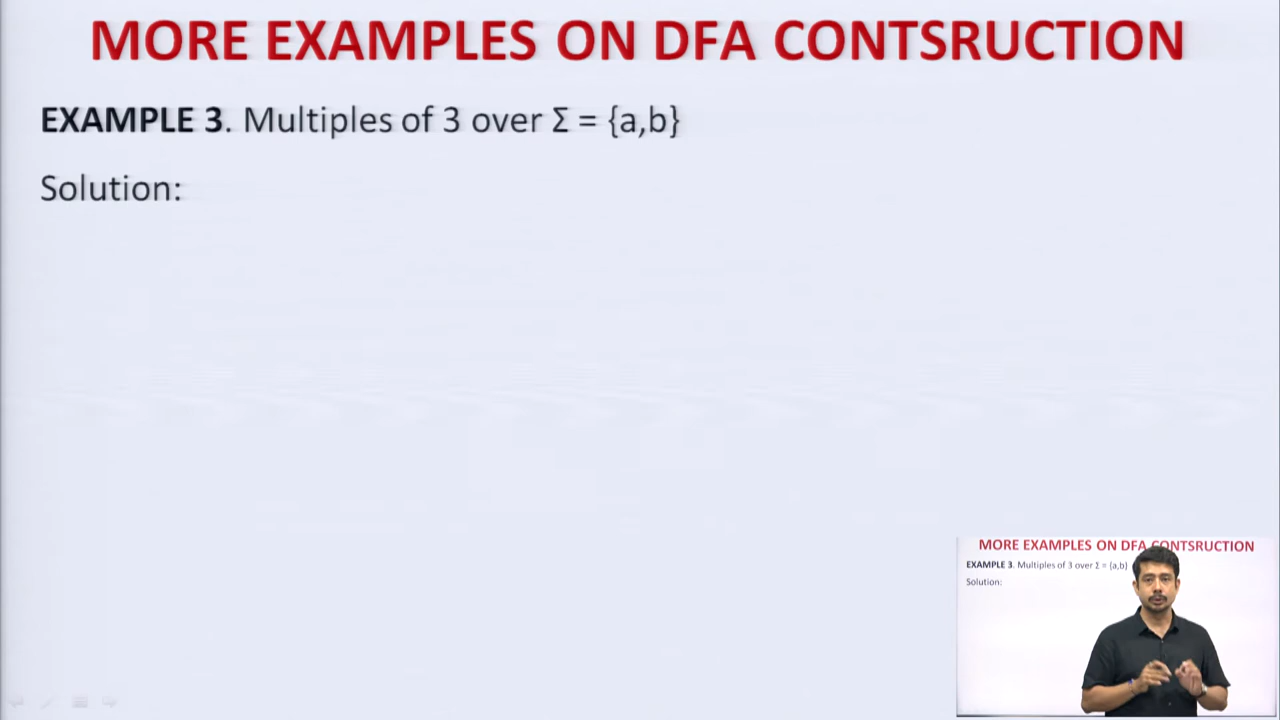 MORE EXAMPLES ON DFA CONTSRUCTION
EXAMPLE 3. Multiples of 3 over Σ = {a,b}
Solution:
MORE EXAMPLES ON DFA CONTSRUCTION
EXAMPLE 3. Multiples of 3 over Σ = {a,b}
Solution: